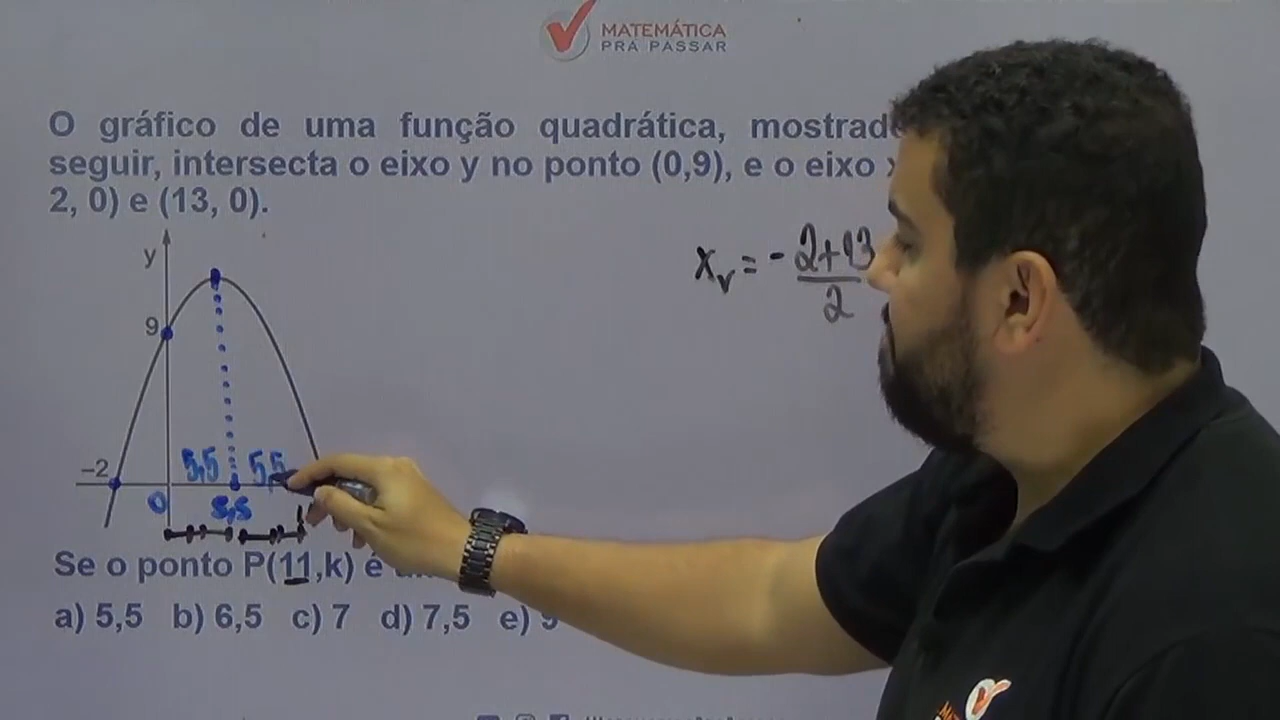 MATEMÁTICA
PRA PASSAR
O gráfico de uma função quadrática,
seguir, intersecta o eixo y no ponto (0,9), e o eixo
2, 0) e (13, 0).
y
9
x_v = - 2+13
2
-2
5,5 5,5
0
5,5
Se o ponto P(11,k) é
a) 5,5 b) 6,5 c) 7 d) 7,5 e)